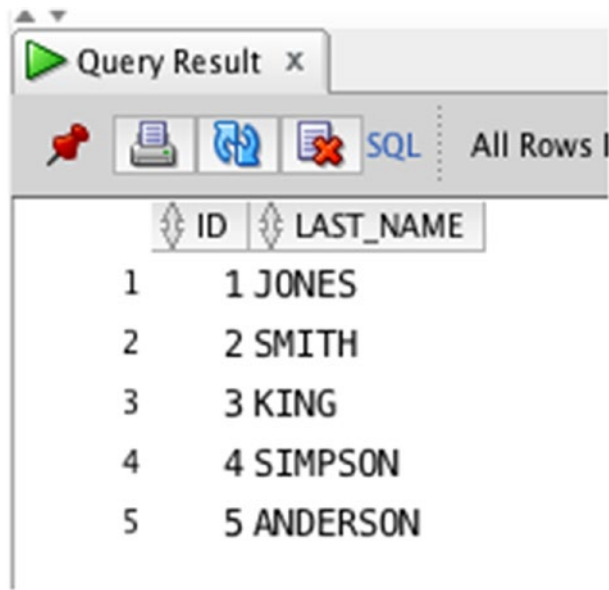 Query Result x
SQL All Rows
ID LAST_NAME
1 1 JONES
2 2 SMITH
3 3 KING
4 4 SIMPSON
5 5 ANDERSON